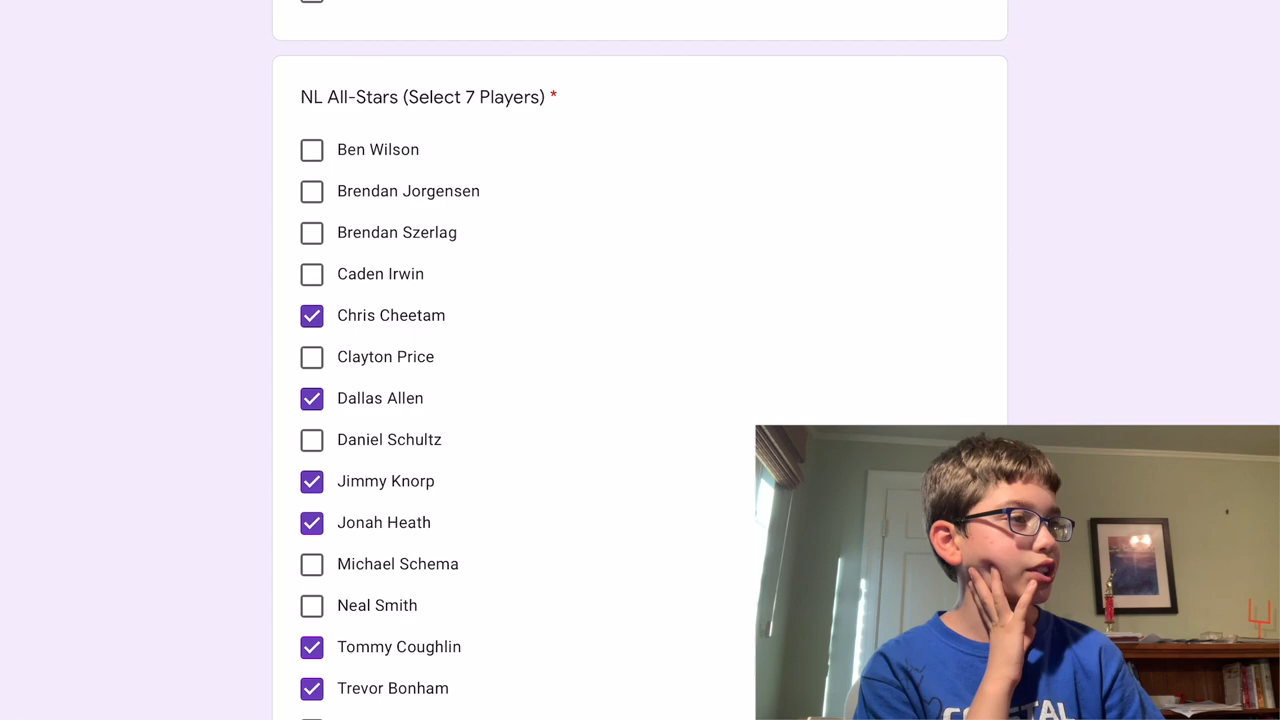 NL All-Stars (Select 7 Players) *
Ben Wilson
Brendan Jorgensen
Brendan Szerlag
Caden Irwin
Chris Cheetam
Clayton Price
Dallas Allen
Daniel Schultz
Jimmy Knorp
Jonah Heath
Michael Schema
Neal Smith
Tommy Coughlin
Trevor Bonham
COASTAL